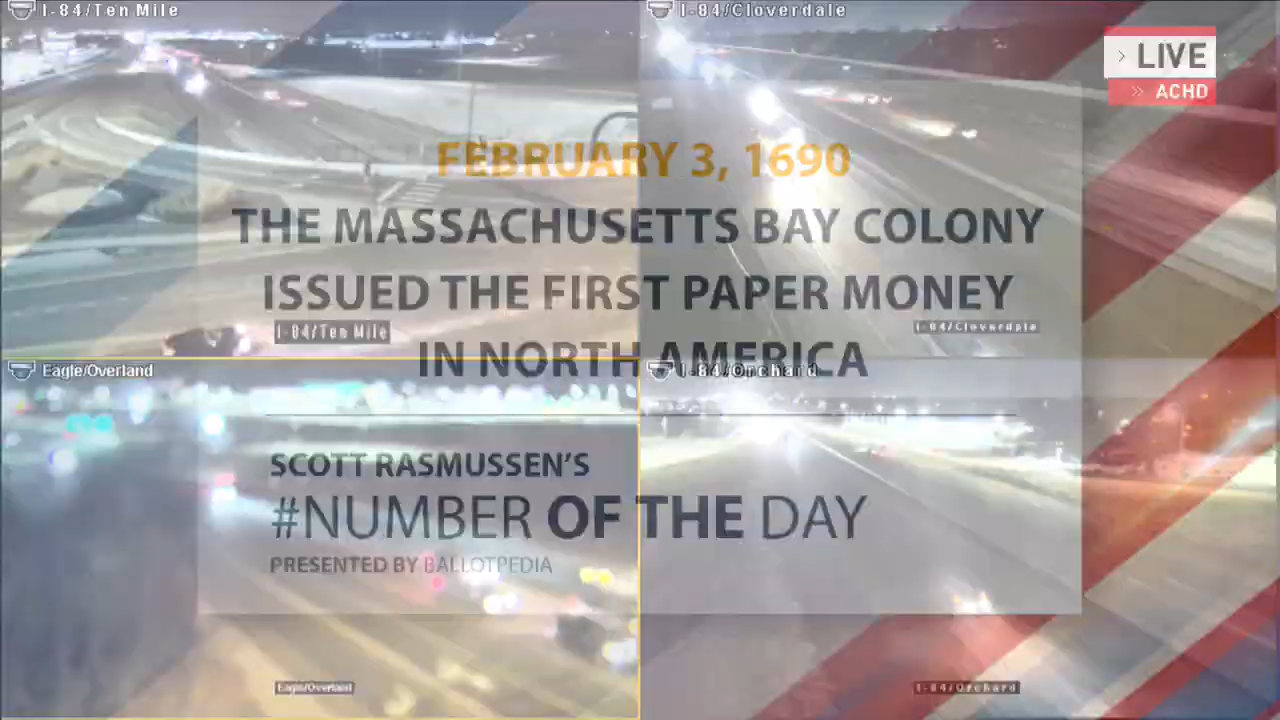 I-84/Ten Mile
I-84/Cloverdale
LIVE
ACHD
FEBRUARY 3, 1690
THE MASSACHUSETTS BAY COLONY
ISSUED THE FIRST PAPER MONEY
IN NORTH AMERICA
I-84/Ten Mile
I-84/Cloverdale
Eagle/Overland
I-84/Orchard
SCOTT RASMUSSEN'S
#NUMBER OF THE DAY
PRESENTED BY BALLOTPEDIA
Eagle/Overland
I-84/Orchard